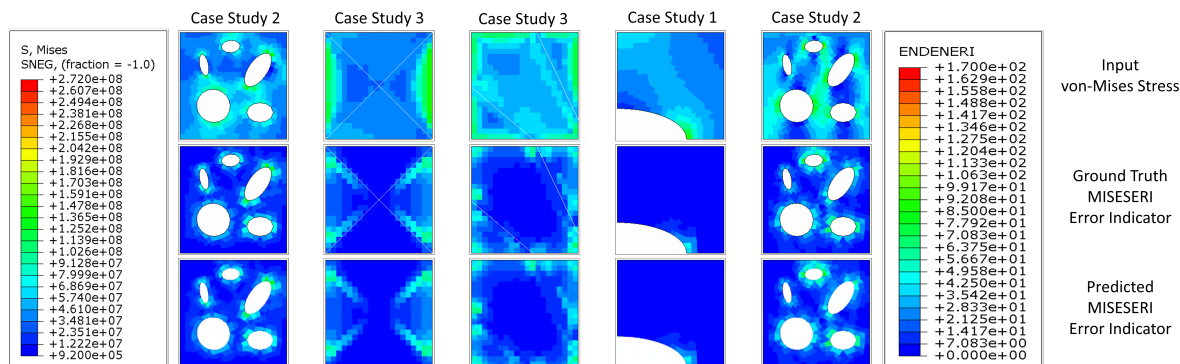 Case Study 2
Case Study 3
Case Study 3
Case Study 1
Case Study 2
S, Mises
SNEG, (fraction = -1.0)
+2.720e+08
+2.607e+08
+2.494e+08
+2.381e+08
+2.268e+08
+2.155e+08
+2.042e+08
+1.929e+08
+1.816e+08
+1.703e+08
+1.591e+08
+1.478e+08
+1.365e+08
+1.252e+08
+1.139e+08
+1.026e+08
+9.128e+07
+7.999e+07
+6.869e+07
+5.740e+07
+4.610e+07
+3.481e+07
+2.351e+07
+1.222e+07
+9.200e+05
ENDENERI
+1.700e+02
+1.629e+02
+1.558e+02
+1.488e+02
+1.417e+02
+1.346e+02
+1.275e+02
+1.204e+02
+1.133e+02
+1.063e+02
+9.917e+01
+9.208e+01
+8.500e+01
+7.792e+01
+7.083e+01
+6.375e+01
+5.667e+01
+4.958e+01
+4.250e+01
+3.542e+01
+2.833e+01
+2.125e+01
+1.417e+01
+7.083e+00
+0.000e+00
Input
von-Mises Stress
Ground Truth
MISESERI
Error Indicator
Predicted
MISESERI
Error Indicator